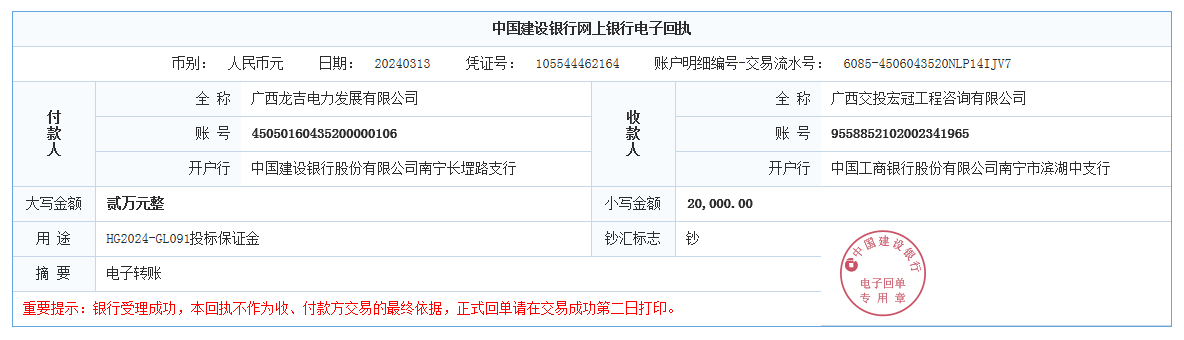 中国建设银行网上银行电子回执
币别： 人民币元 日期： 20240313 凭证号： 105544462164 账户明细编号-交易流水号： 6085-4506043520NLP14IJV7
付款人
全 称 广西龙吉电力发展有限公司
账 号 45050160435200000106
开户行 中国建设银行股份有限公司南宁长堽路支行
收款人
全 称 广西交投宏冠工程咨询有限公司
账 号 9558852102002341965
开户行 中国工商银行股份有限公司南宁市滨湖中支行
大写金额 贰万元整 小写金额 20,000.00
用 途 HG2024-GL091投标保证金 钞汇标志 钞
摘 要 电子转账
中国建设银行
电子回单
专用章
重要提示：银行受理成功，本回执不作为收、付款方交易的最终依据，正式回单请在交易成功第二日打印。